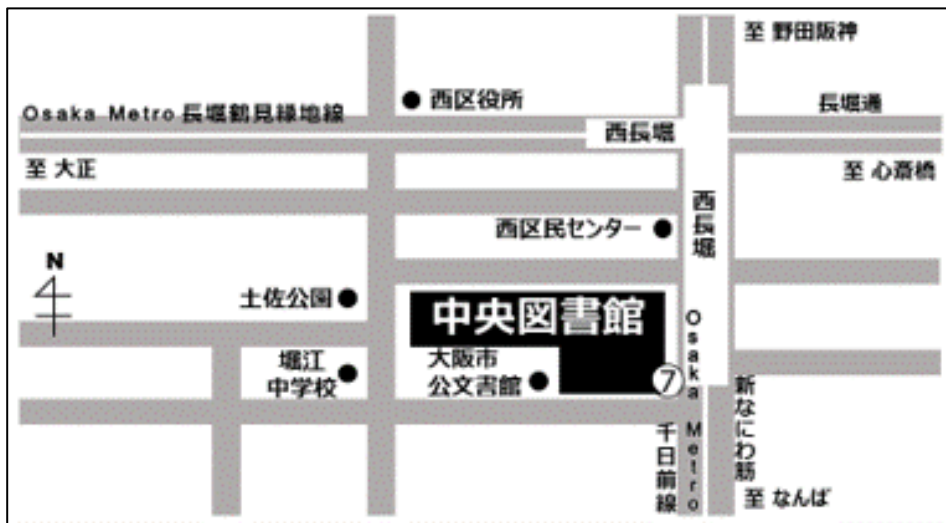 至 野田阪神
西区役所
長堀通
Osaka Metro 長堀鶴見緑地線
西長堀
至 大正
至 心斎橋
西長堀
西区民センター
N
土佐公園
中央図書館
堀江
中学校
大阪市
公文書館
⑦
Osaka Metro
千日前線
新なにわ筋
至 なんば